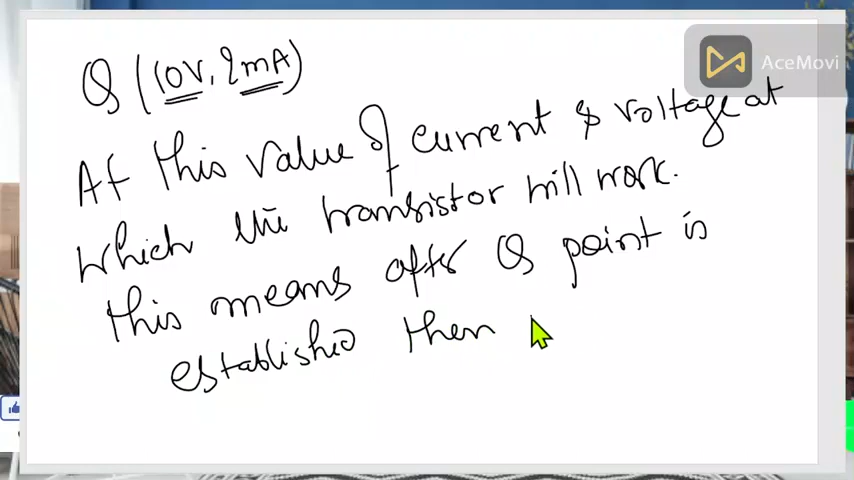 AceMovi
Q (10V, 2mA)
At this value of current & voltage at
which the transistor will work.
this means after Q point is
established then